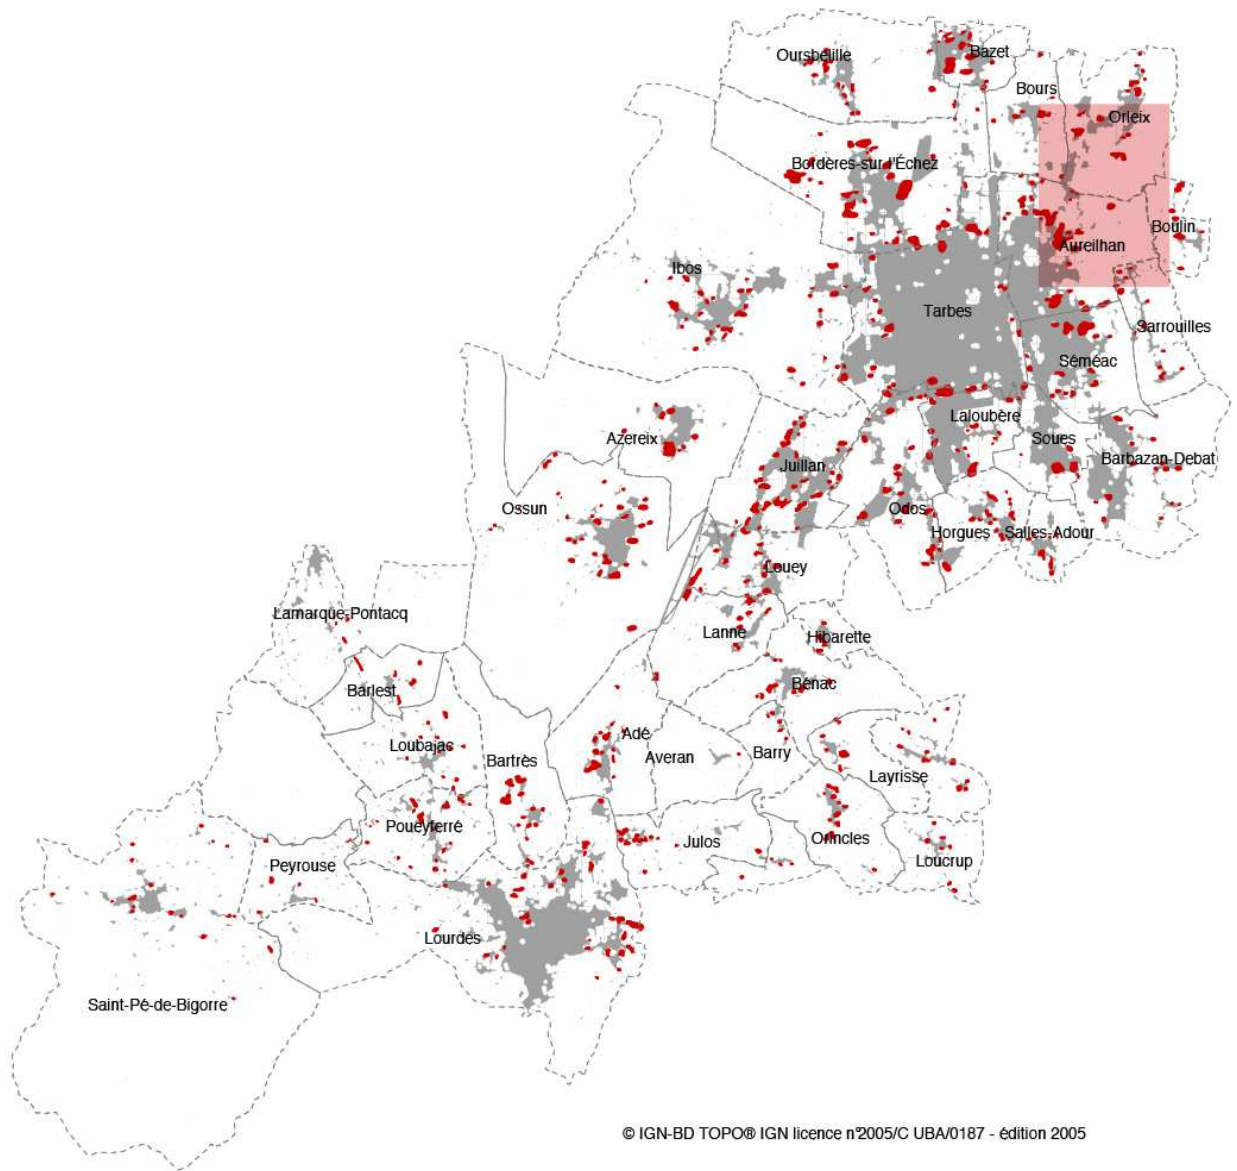 Oursbelille
Bazet
Bours
Orleix
Bordères-sur-l'Échez
Boulin
Aureilhan
Ibos
Tarbes
Sarrouilles
Séméac
Laloubère
Azereix
Soues
Juillan
Barbazan-Debat
Ossun
Odos
Horgues
Salles-Adour
Louey
Lamarque-Pontacq
Lanne
Hibarette
Bénac
Barlest
Adé
Loubajac
Averan
Barry
Bartrès
Layrisse
Poueyferré
Julos
Orincles
Loucrup
Peyrouse
Lourdes
Saint-Pé-de-Bigorre
© IGN-BD TOPO® IGN licence n°2005/C UBA/0187 - édition 2005